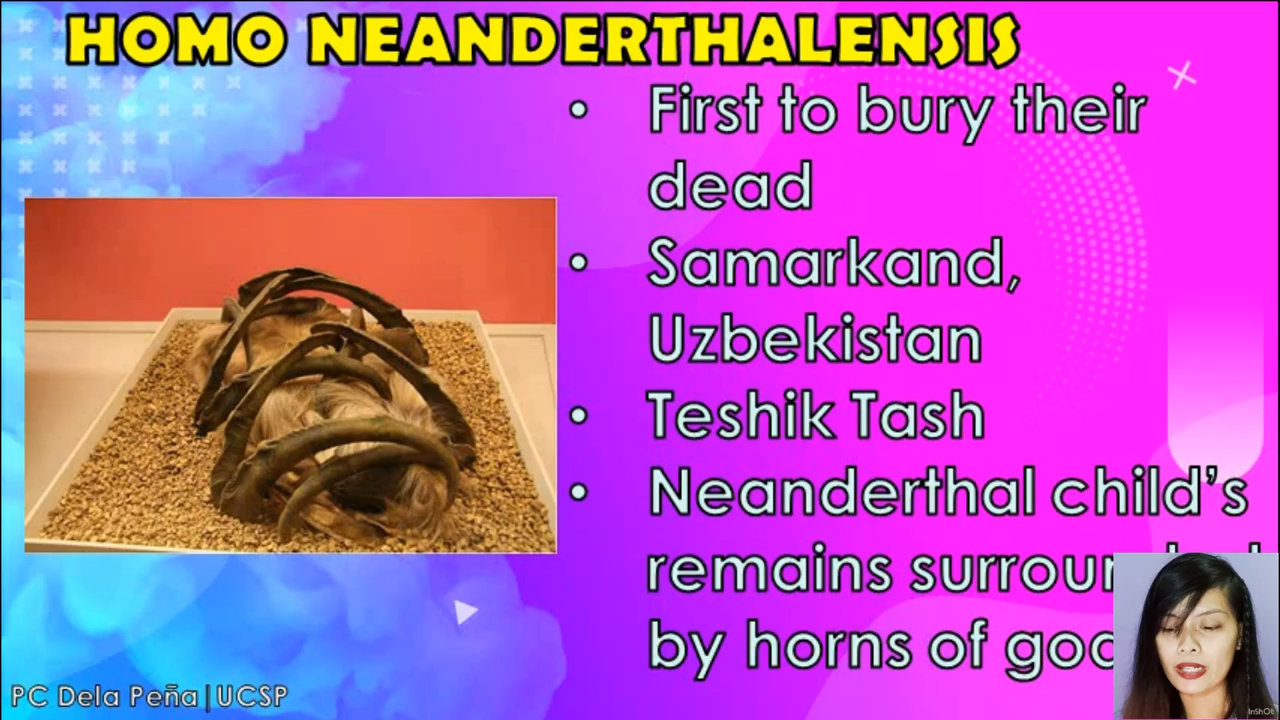 HOMO NEANDERTHALENSIS
• First to bury their
dead
• Samarkand,
Uzbekistan
• Teshik Tash
• Neanderthal child's
remains
by horns of
PC Dela Peña|UCSP
InShOt